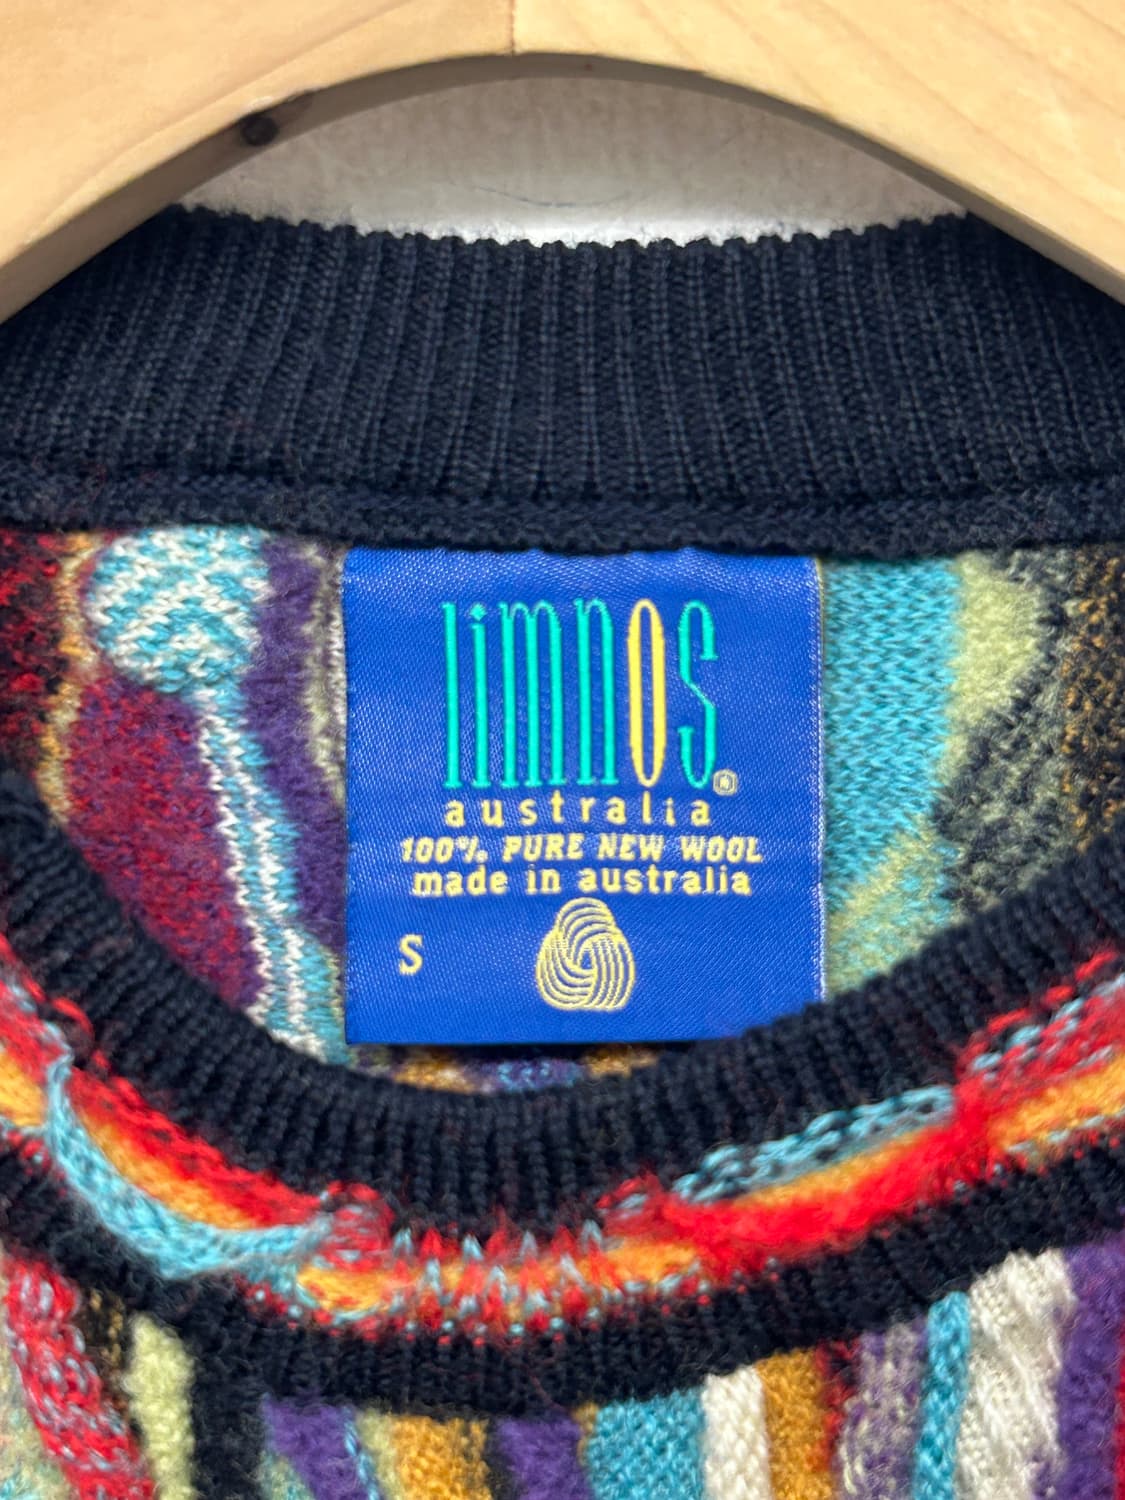 limnos
australia
100% PURE NEW WOOL
made in australia
S